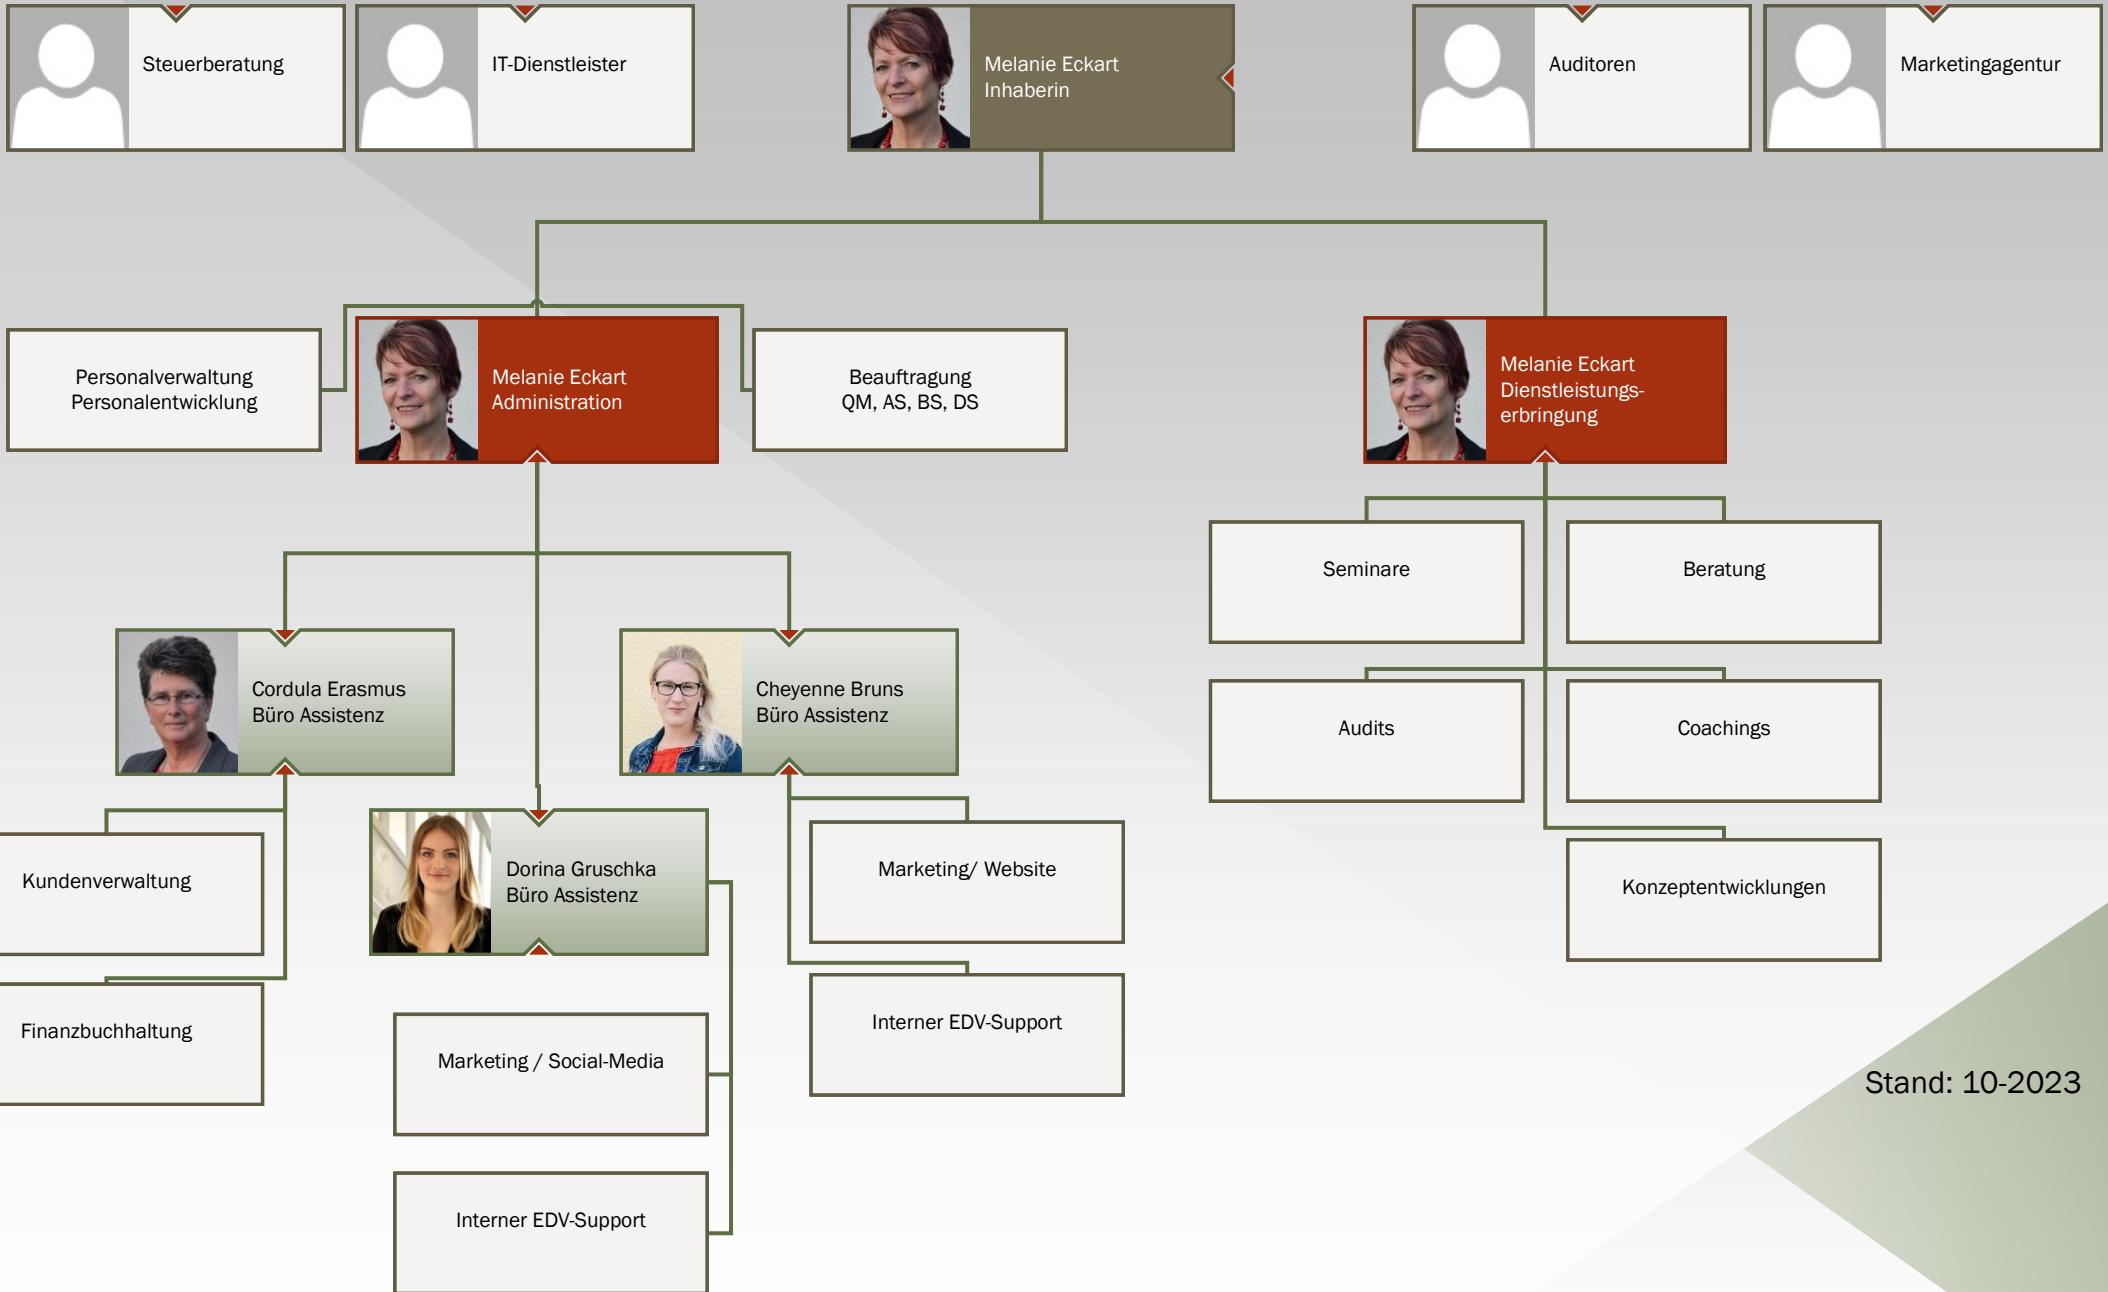 Steuerberatung
IT-Dienstleister
Melanie Eckart
Inhaberin
Auditoren
Marketingagentur
Personalverwaltung
Personalentwicklung
Melanie Eckart
Administration
Beauftragung
QM, AS, BS, DS
Melanie Eckart
Dienstleistungs-
erbringung
Seminare
Beratung
Audits
Coachings
Konzeptentwicklungen
Cordula Erasmus
Büro Assistenz
Cheyenne Bruns
Büro Assistenz
Dorina Gruschka
Büro Assistenz
Kundenverwaltung
Finanzbuchhaltung
Marketing / Social-Media
Interner EDV-Support
Marketing/ Website
Interner EDV-Support
Stand: 10-2023